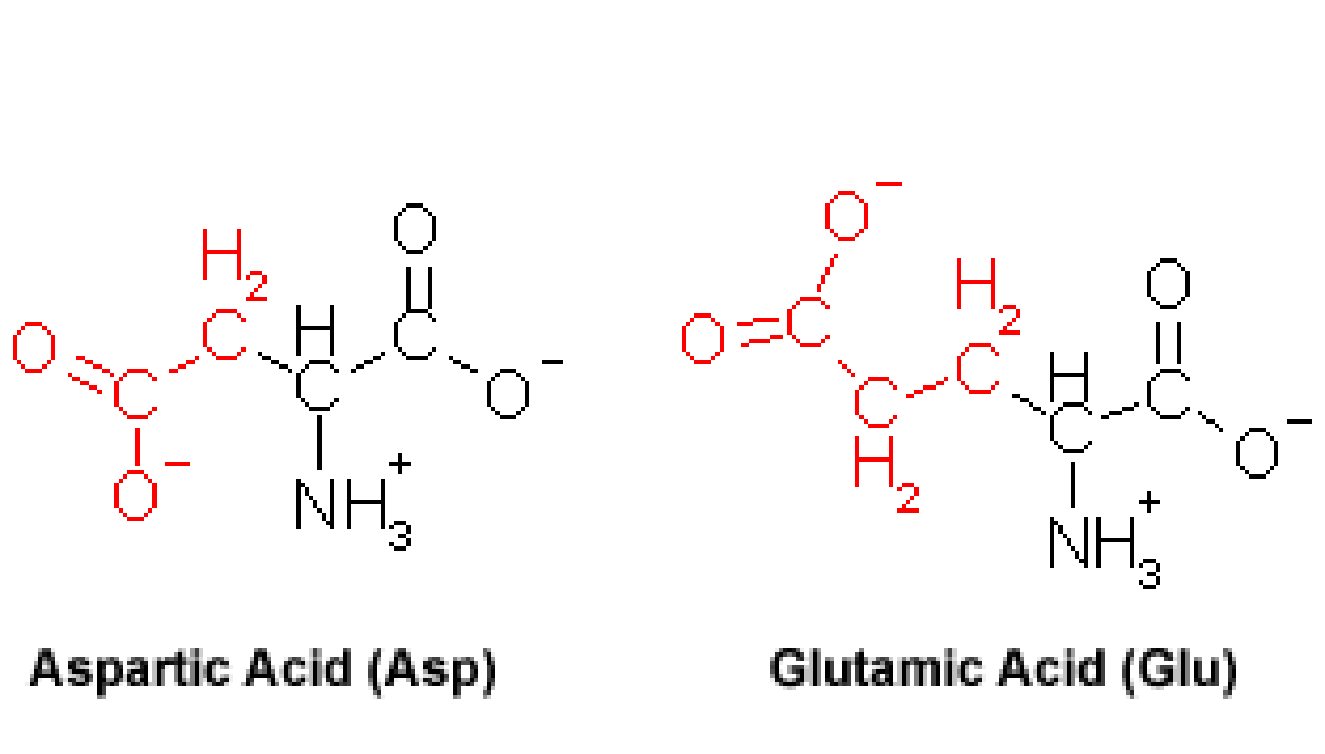 O⁻
O
H₂
H₂
O
H
O
C
C
C
H
O
C
C
C
C
C
O⁻
C
H₂
C
O⁻
O⁻
NH₃⁺
NH₃⁺
Aspartic Acid (Asp)
Glutamic Acid (Glu)